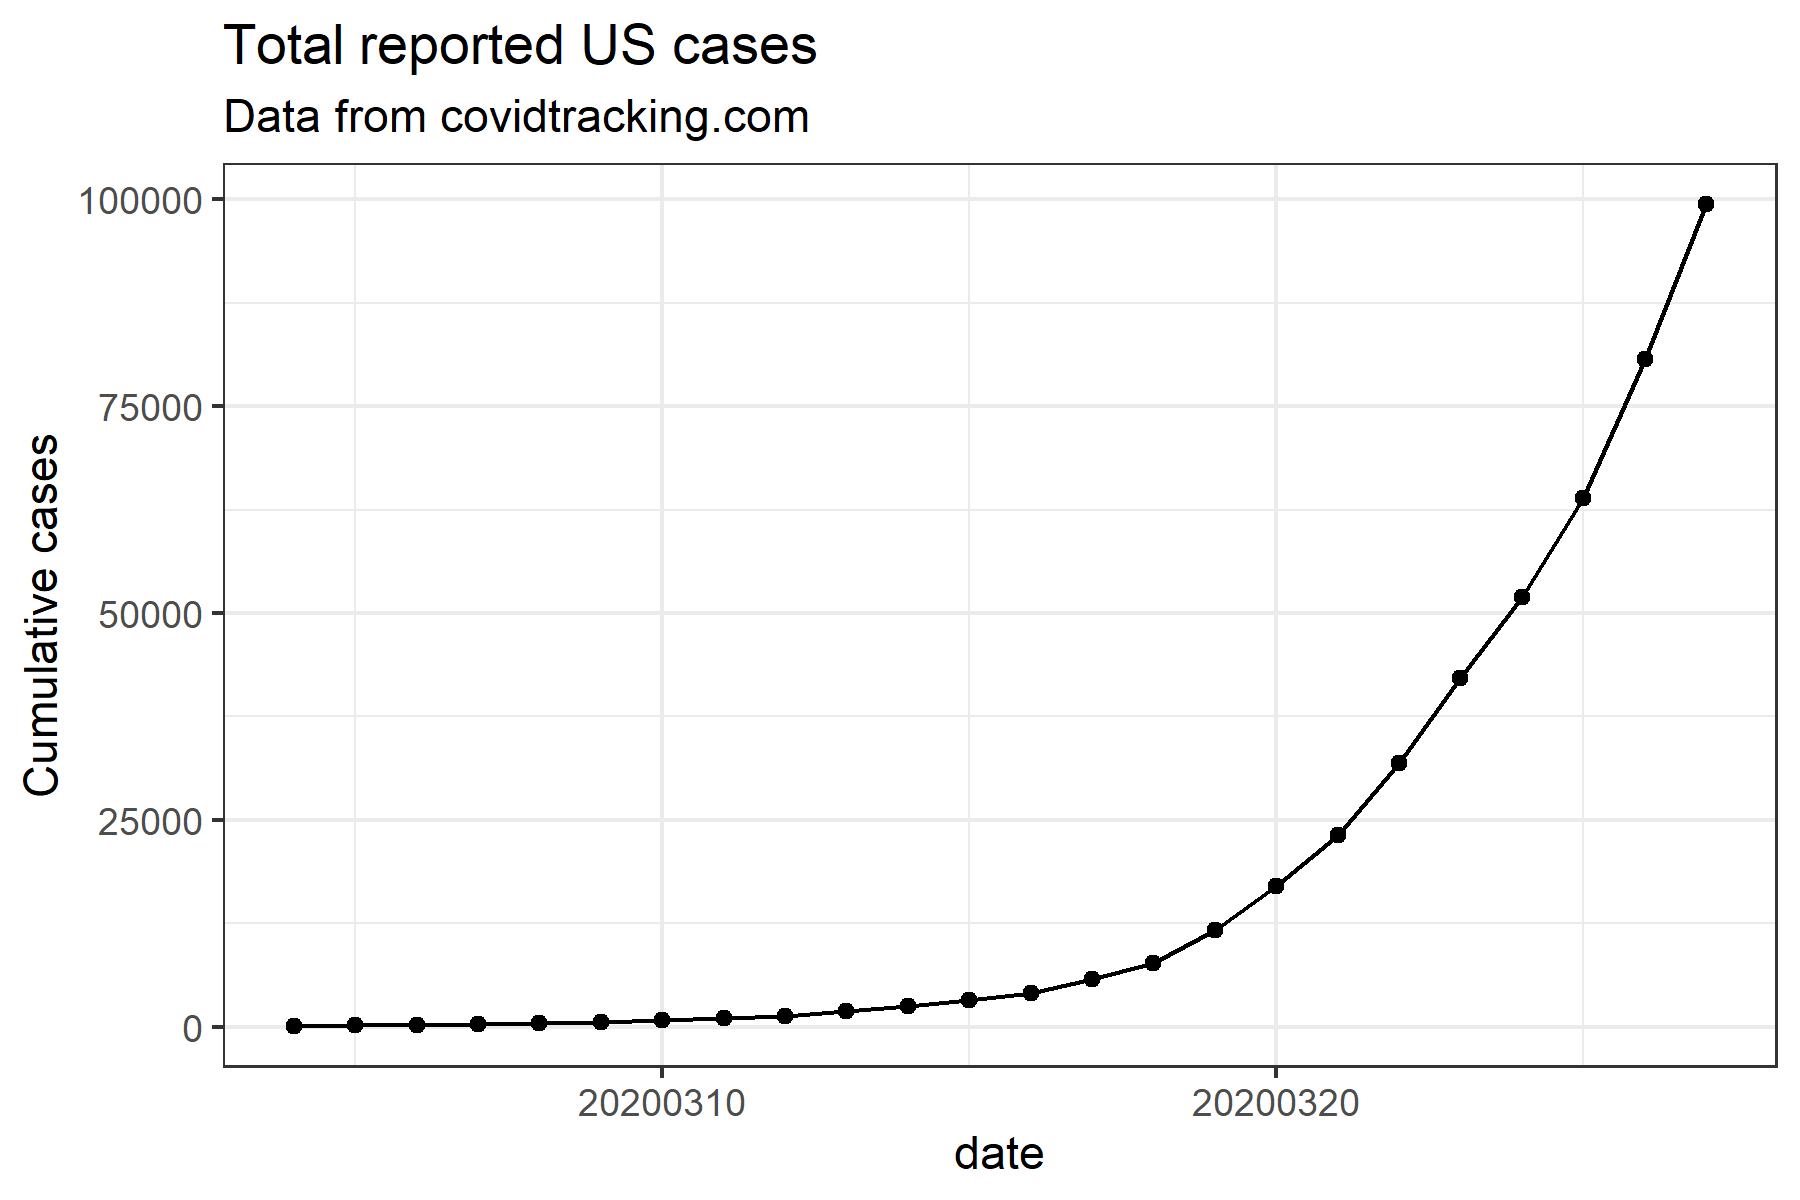 Total reported US cases
Data from covidtracking.com
100000
75000
50000
25000
0
Cumulative cases
20200310
20200320
date